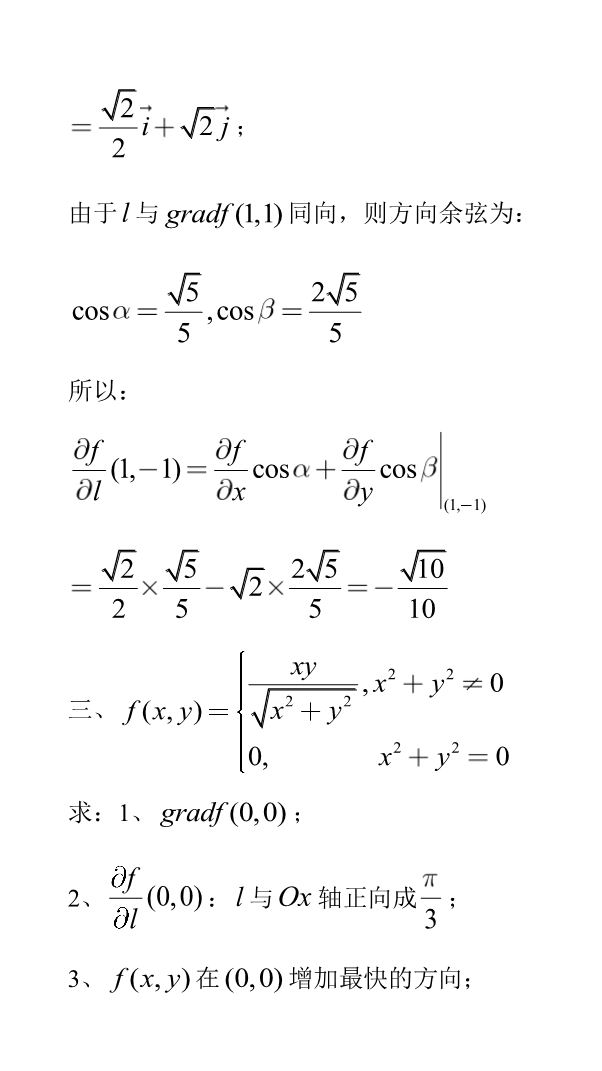 $= \frac{\sqrt{2}}{2}\vec{i} + \sqrt{2}\vec{j}$；
由于 $l$ 与 $gradf(1,1)$ 同向，则方向余弦为：
$\cos\alpha = \frac{\sqrt{5}}{5}, \cos\beta = \frac{2\sqrt{5}}{5}$
所以：
$\frac{\partial f}{\partial l}(1,-1) = \frac{\partial f}{\partial x}\cos\alpha + \frac{\partial f}{\partial y}\cos\beta\Big|_{(1,-1)}$
$= \frac{\sqrt{2}}{2} \times \frac{\sqrt{5}}{5} - \sqrt{2} \times \frac{2\sqrt{5}}{5} = -\frac{\sqrt{10}}{10}$
三、$f(x,y) = \begin{cases} \frac{xy}{\sqrt{x^2+y^2}}, x^2+y^2 \neq 0 \\ 0, \quad x^2+y^2 = 0 \end{cases}$
求：1、$gradf(0,0)$；
2、$\frac{\partial f}{\partial l}(0,0)$：$l$ 与 $Ox$ 轴正向成 $\frac{\pi}{3}$；
3、$f(x,y)$ 在 $(0,0)$ 增加最快的方向；